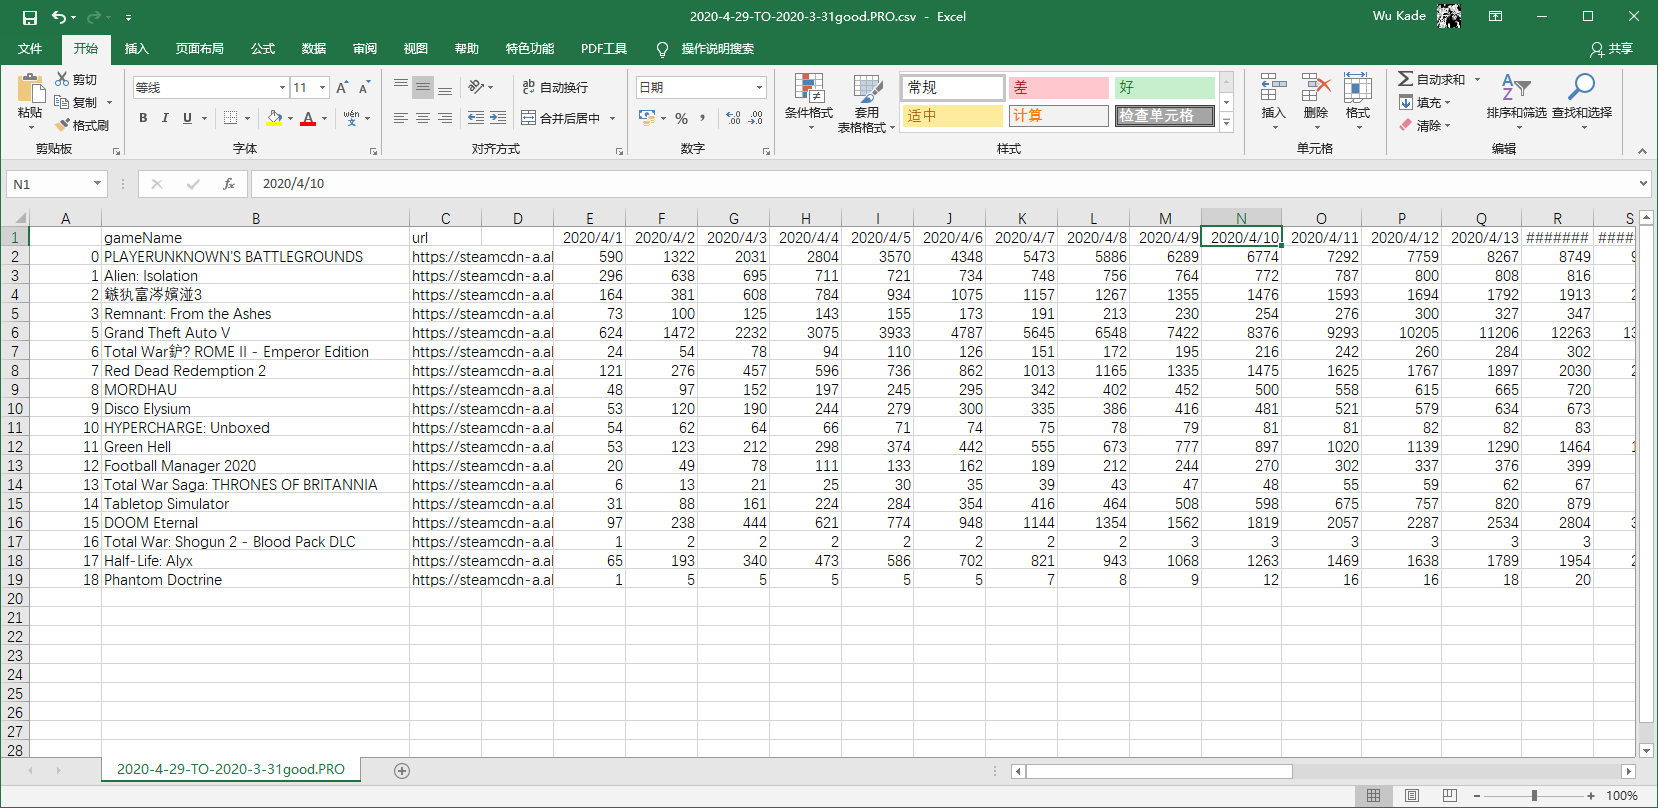 2020-4-29-TO-2020-3-31good.PRO.csv - Excel
Wu Kade
文件 开始 插入 页面布局 公式 数据 审阅 视图 帮助 特色功能 PDF工具 操作说明搜索 共享
粘贴 剪切 复制 格式刷 剪贴板
等线 11 B I U wén 文 字体
ab 自动换行 合并后居中 对齐方式
日期 % 数字
条件格式 套用 表格格式
常规 差 好
适中 计算 检查单元格
样式
插入 删除 格式 单元格
自动求和 填充 清除 排序和筛选 查找和选择 编辑
N1 fx 2020/4/10
A B C D E F G H I J K L M N O P Q R S
1 gameName url 2020/4/1 2020/4/2 2020/4/3 2020/4/4 2020/4/5 2020/4/6 2020/4/7 2020/4/8 2020/4/9 2020/4/10 2020/4/11 2020/4/12 2020/4/13 ####### ####
2 0 PLAYERUNKNOWN'S BATTLEGROUNDS https://steamcdn-a.al 590 1322 2031 2804 3570 4348 5473 5886 6289 6774 7292 7759 8267 8749 9
3 1 Alien: Isolation https://steamcdn-a.al 296 638 695 711 721 734 748 756 764 772 787 800 808 816
4 2 3 https://steamcdn-a.al 164 381 608 784 934 1075 1157 1267 1355 1476 1593 1694 1792 1913 2
5 3 Remnant: From the Ashes https://steamcdn-a.al 73 100 125 143 155 173 191 213 230 254 276 300 327 347
6 5 Grand Theft Auto V https://steamcdn-a.al 624 1472 2232 3075 3933 4787 5645 6548 7422 8376 9293 10205 11206 12263 13
7 6 Total War鈩? ROME II - Emperor Edition https://steamcdn-a.al 24 54 78 94 110 126 151 172 195 216 242 260 284 302
8 7 Red Dead Redemption 2 https://steamcdn-a.al 121 276 457 596 736 862 1013 1165 1335 1475 1625 1767 1897 2030 2
9 8 MORDHAU https://steamcdn-a.al 48 97 152 197 245 295 342 402 452 500 558 615 665 720
10 9 Disco Elysium https://steamcdn-a.al 53 120 190 244 279 300 335 386 416 481 521 579 634 673
11 10 HYPERCHARGE: Unboxed https://steamcdn-a.al 54 62 64 66 71 74 75 78 79 81 81 82 82 83
12 11 Green Hell https://steamcdn-a.al 53 123 212 298 374 442 555 673 777 897 1020 1139 1290 1464 1
13 12 Football Manager 2020 https://steamcdn-a.al 20 49 78 111 133 162 189 212 244 270 302 337 376 399
14 13 Total War Saga: THRONES OF BRITANNIA https://steamcdn-a.al 6 13 21 25 30 35 39 43 47 48 55 59 62 67
15 14 Tabletop Simulator https://steamcdn-a.al 31 88 161 224 284 354 416 464 508 598 675 757 820 879
16 15 DOOM Eternal https://steamcdn-a.al 97 238 444 621 774 948 1144 1354 1562 1819 2057 2287 2534 2804 3
17 16 Total War: Shogun 2 - Blood Pack DLC https://steamcdn-a.al 1 2 2 2 2 2 2 2 3 3 3 3 3 3
18 17 Half-Life: Alyx https://steamcdn-a.al 65 193 340 473 586 702 821 943 1068 1263 1469 1638 1789 1954 2
19 18 Phantom Doctrine https://steamcdn-a.al 1 5 5 5 5 5 7 8 9 12 16 16 18 20
20
21
22
23
24
25
26
27
28
2020-4-29-TO-2020-3-31good.PRO
100%